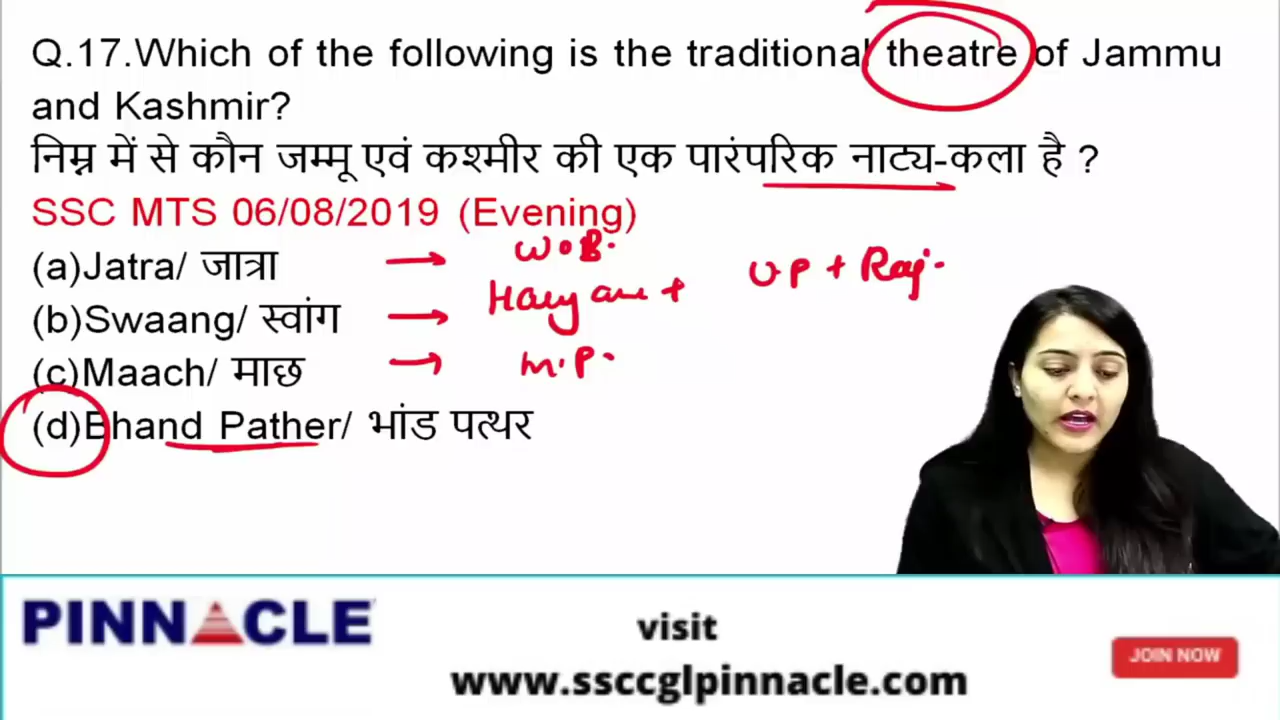 Q.17.Which of the following is the traditional theatre of Jammu
and Kashmir?
निम्न में से कौन जम्मू एवं कश्मीर की एक पारंपरिक नाट्य-कला है ?
SSC MTS 06/08/2019 (Evening)
(a)Jatra/ जात्रा → W.B.
(b)Swaang/ स्वांग → Haryana + UP + Raj.
(c)Maach/ माछ → M.P.
(d)Bhand Pather/ भांड पत्थर
PINNACLE
visit
www.ssccglpinnacle.com
JOIN NOW